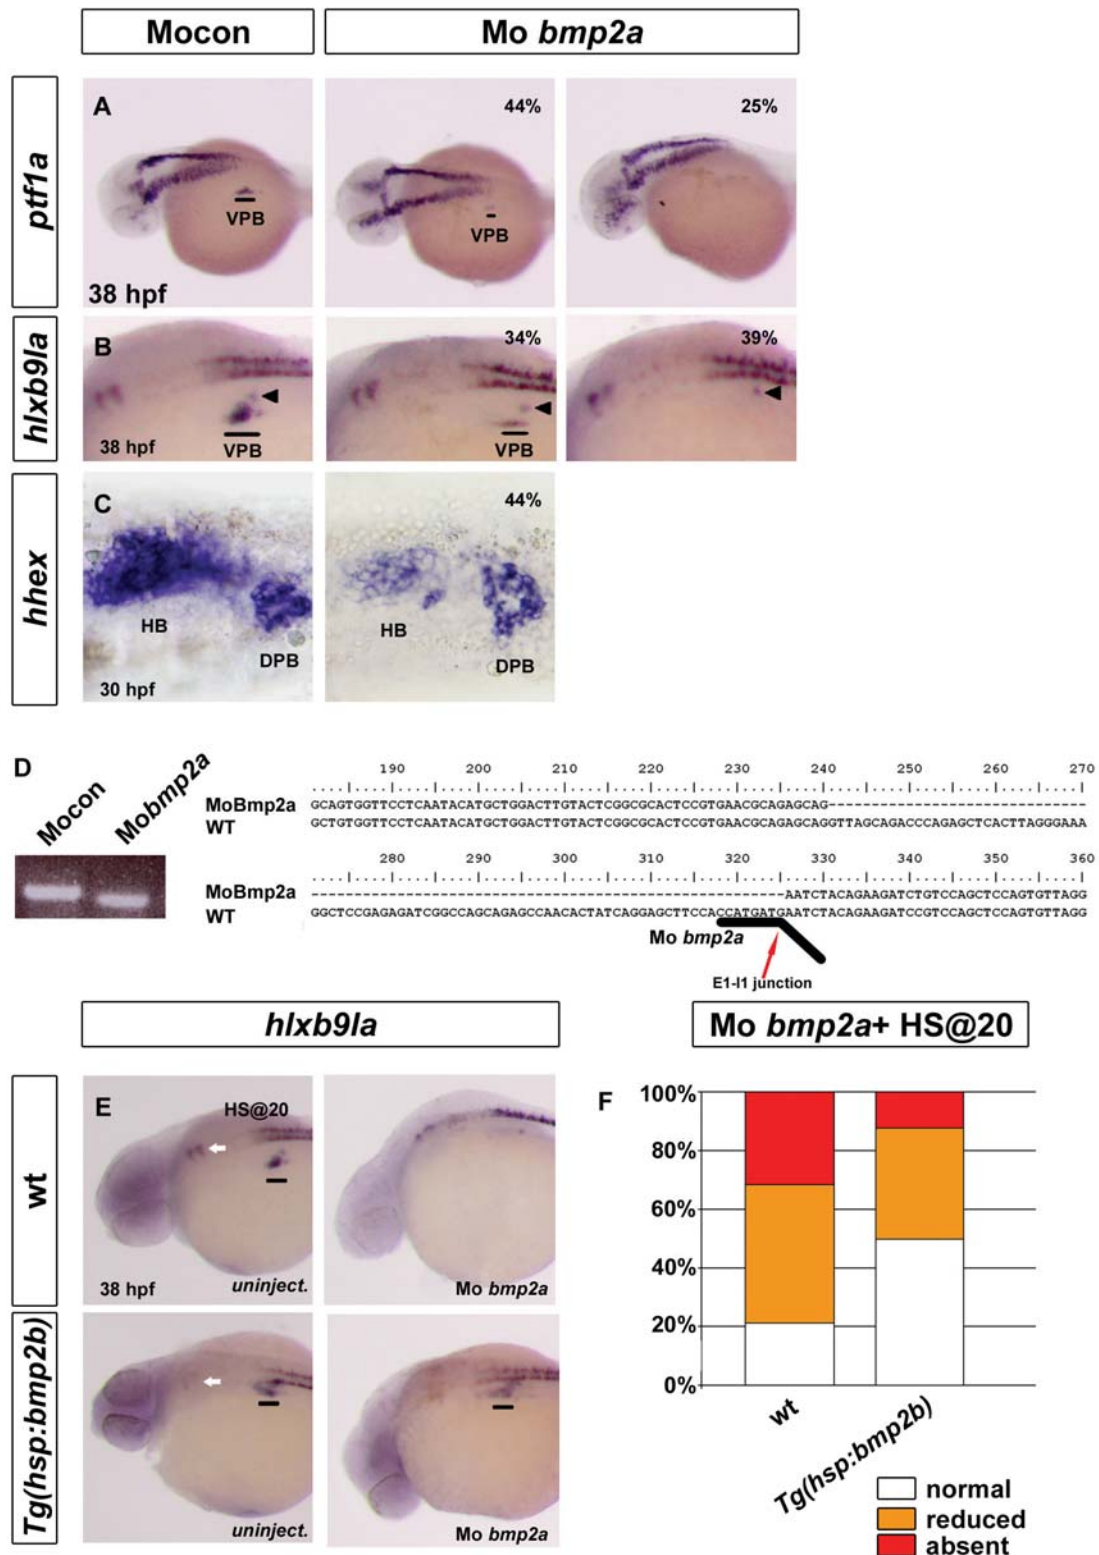 Mocon
Mo bmp2a
ptf1a
A
VPB
38 hpf
44%
VPB
25%
hlxb9la
B
38 hpf
VPB
34%
VPB
39%
hhex
C
HB
DPB
30 hpf
44%
HB
DPB
D
Mocon
Mobmp2a
190 200 210 220 230 240 250 260 270
MoBmp2a GCAGTGGTTCCTCAATACATGCTGGACTTGTACTCGGCGCACTCCGTGAACGCAGAGCAG------------------------------
WT GCTGTGGTTCCTCAATACATGCTGGACTTGTACTCGGCGCACTCCGTGAACGCAGAGCAGGTTAGCAGACCCAGAGCTCACTTAGGGAAA
280 290 300 310 320 330 340 350 360
MoBmp2a -------------------------------------------------------AATCTACAGAAGATCTGTCCAGCTCCAGTGTTAGG
WT GGCTCCGAGAGATCGGCCAGCAGAGCCAACACTATCAGGAGCTTCCACCATGATGAATCTACAGAAGATCCGTCCAGCTCCAGTGTTAGG
Mo bmp2a
E1-I1 junction
hlxb9la
wt
E
HS@20
38 hpf
uninject.
Mo bmp2a
Tg(hsp:bmp2b)
uninject.
Mo bmp2a
Mo bmp2a+ HS@20
F
100%
80%
60%
40%
20%
0%
wt
Tg(hsp:bmp2b)
normal
reduced
absent